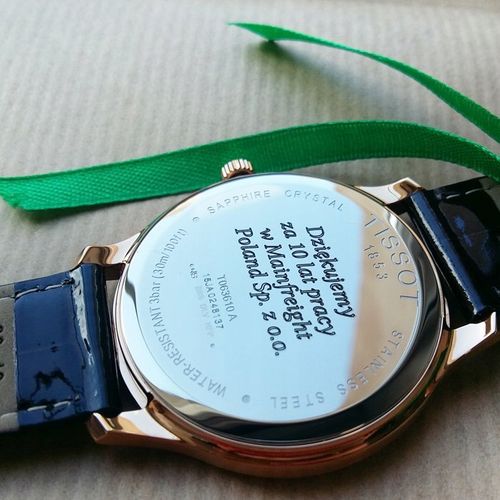 Dziękujemy
za 10 lat pracy
w Mainfreight
Poland Sp. z o.o.
TISSOT
1853
SAPPHIRE CRYSTAL
STAINLESS STEEL
WATER-RESISTANT 3bar (30m/100ft)
T063610 A